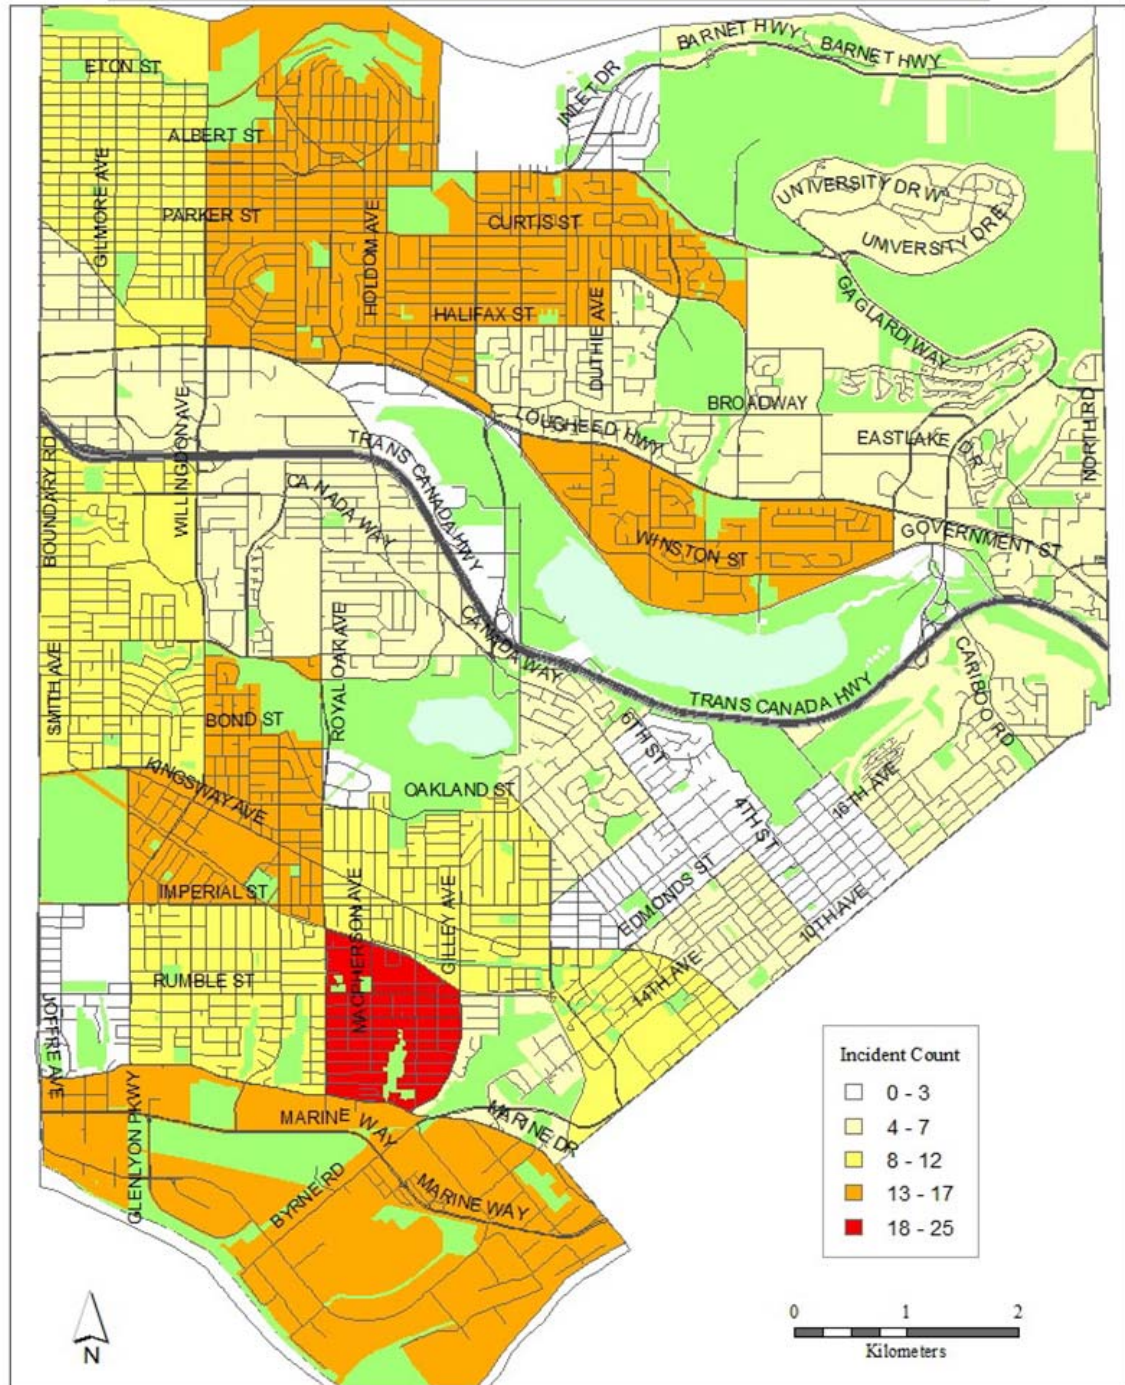 BARNET HWY
BARNET HWY
ETON ST
INLET DR
ALBERT ST
GILMORE AVE
UNIVERSITY DR W
PARKER ST
HOLDOM AVE
CURTIS ST
UNIVERSITY DR E
GAGLARDI WAY
HALIFAX ST
DUTHIE AVE
BROADWAY
WILLINGDON AVE
LOUGHEED HWY
NORTH RD
BOUNDARY RD
TRANS CANADA HWY
EASTLAKE DR
CANADA WAY
GOVERNMENT ST
WINSTON ST
CANADA WAY
ROYAL OAK AVE
SMITH AVE
CARIBOO RD
TRANS CANADA HWY
BOND ST
6TH ST
KINGSWAY AVE
OAKLAND ST
16TH AVE
4TH ST
IMPERIAL ST
EDMONDS ST
MACPHERSON AVE
GILLEY AVE
10TH AVE
RUMBLE ST
14TH AVE
JOFFRE AVE
Incident Count
0 - 3
4 - 7
8 - 12
13 - 17
18 - 25
GLENLYON PKWY
MARINE WAY
MARINE DR
BYRNE RD
MARINE WAY
N
0 1 2
Kilometers